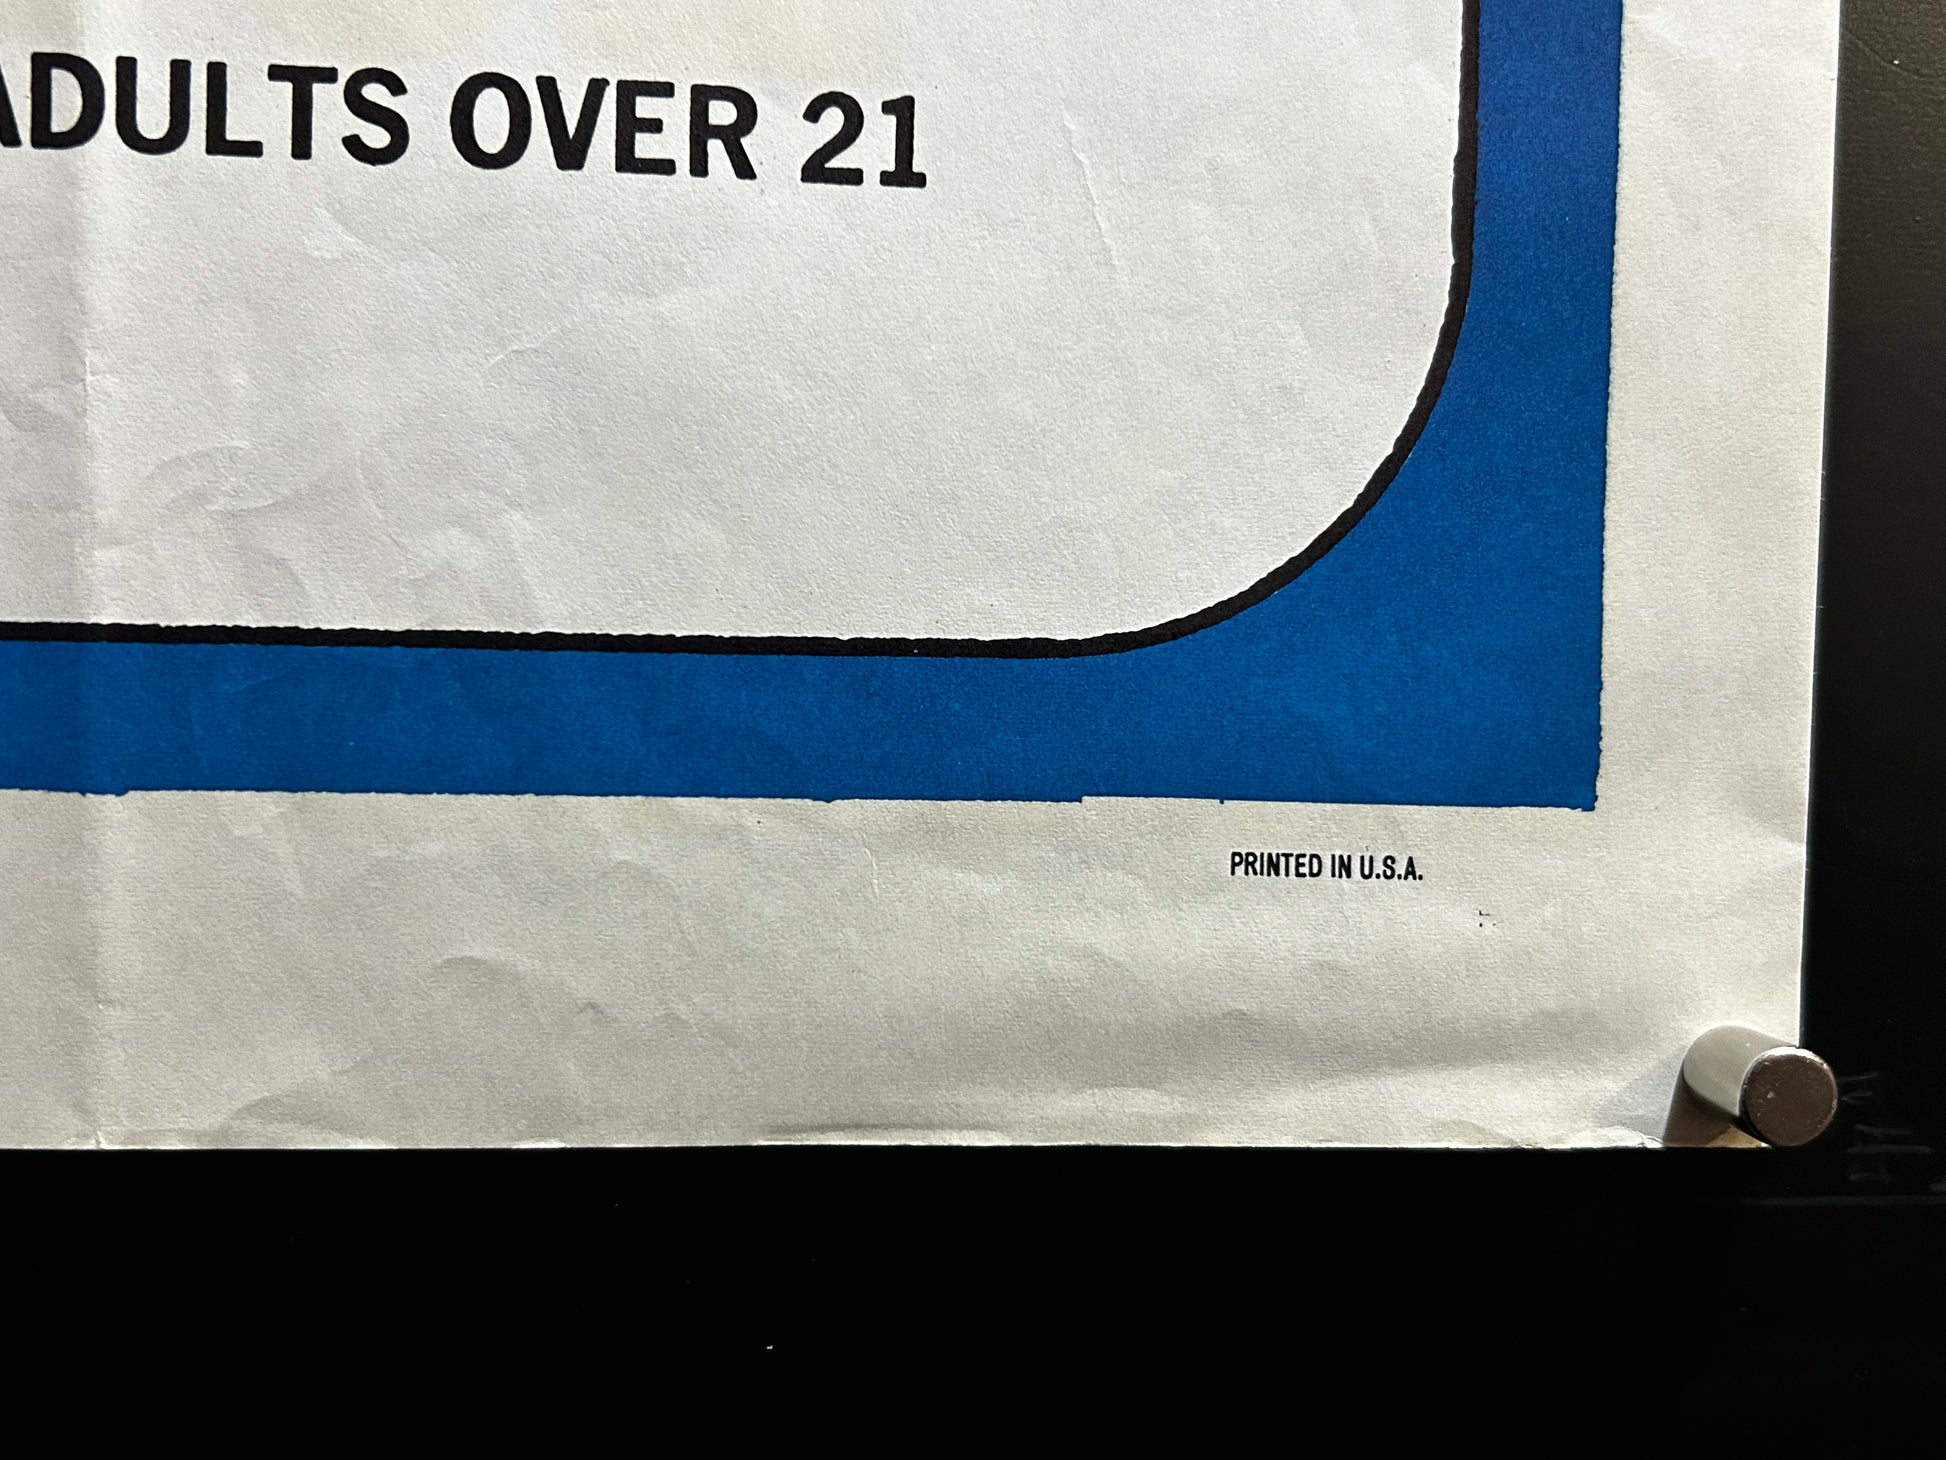 ADULTS OVER 21
PRINTED IN U.S.A.